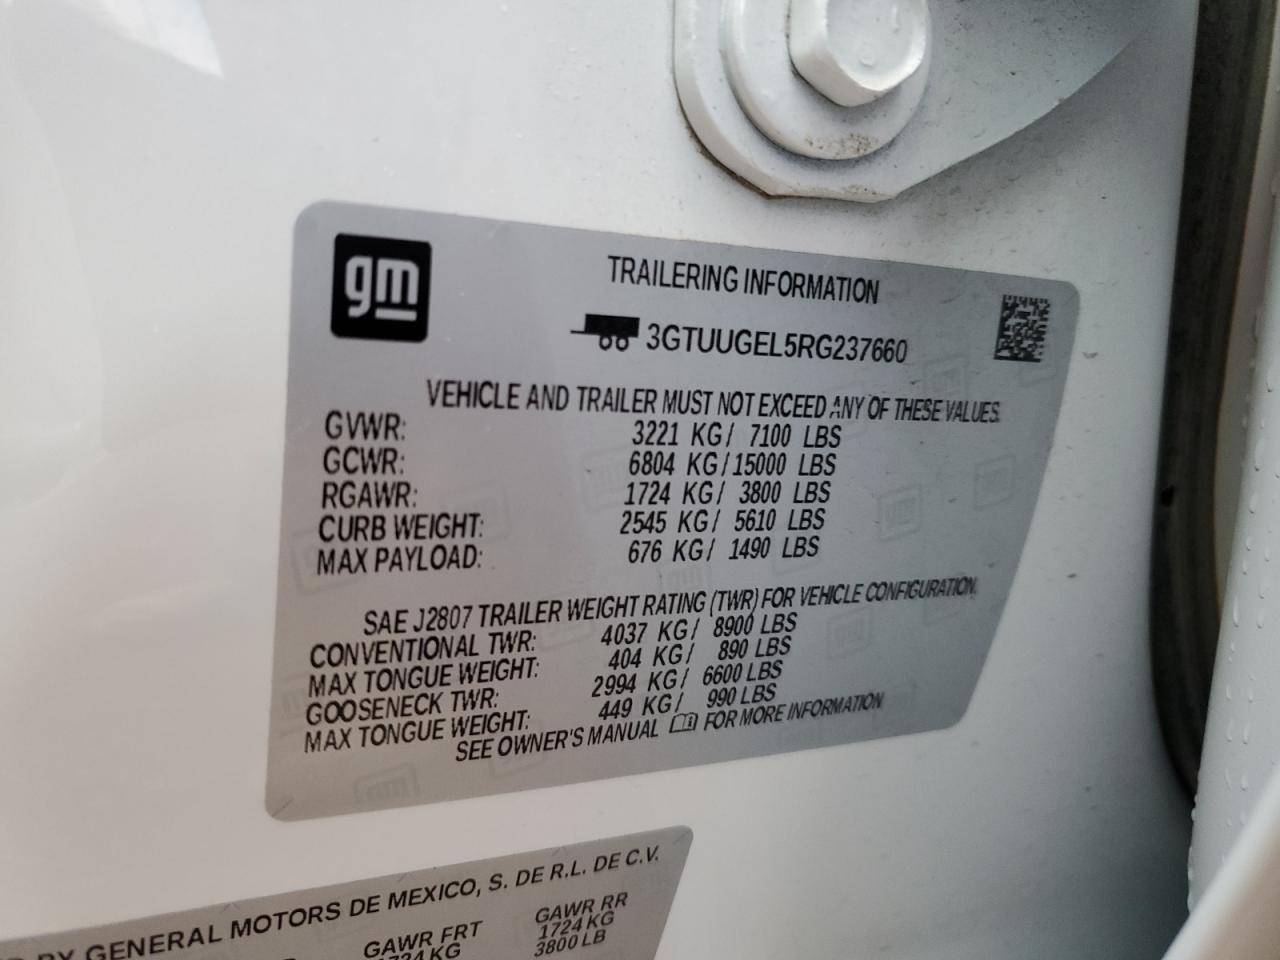 gm
TRAILERING INFORMATION
3GTUUGEL5RG237660
VEHICLE AND TRAILER MUST NOT EXCEED ANY OF THESE VALUES.
GVWR: 3221 KG/ 7100 LBS
GCWR: 6804 KG/15000 LBS
RGAWR: 1724 KG/ 3800 LBS
CURB WEIGHT: 2545 KG/ 5610 LBS
MAX PAYLOAD: 676 KG/ 1490 LBS
SAE J2807 TRAILER WEIGHT RATING (TWR) FOR VEHICLE CONFIGURATION.
CONVENTIONAL TWR: 4037 KG/ 8900 LBS
MAX TONGUE WEIGHT: 404 KG/ 890 LBS
GOOSENECK TWR: 2994 KG/ 6600 LBS
MAX TONGUE WEIGHT: 449 KG/ 990 LBS
SEE OWNER'S MANUAL FOR MORE INFORMATION
BY GENERAL MOTORS DE MEXICO, S. DE R.L. DE C.V.
GAWR FRT GAWR RR
1724 KG 1724 KG
3800 LB